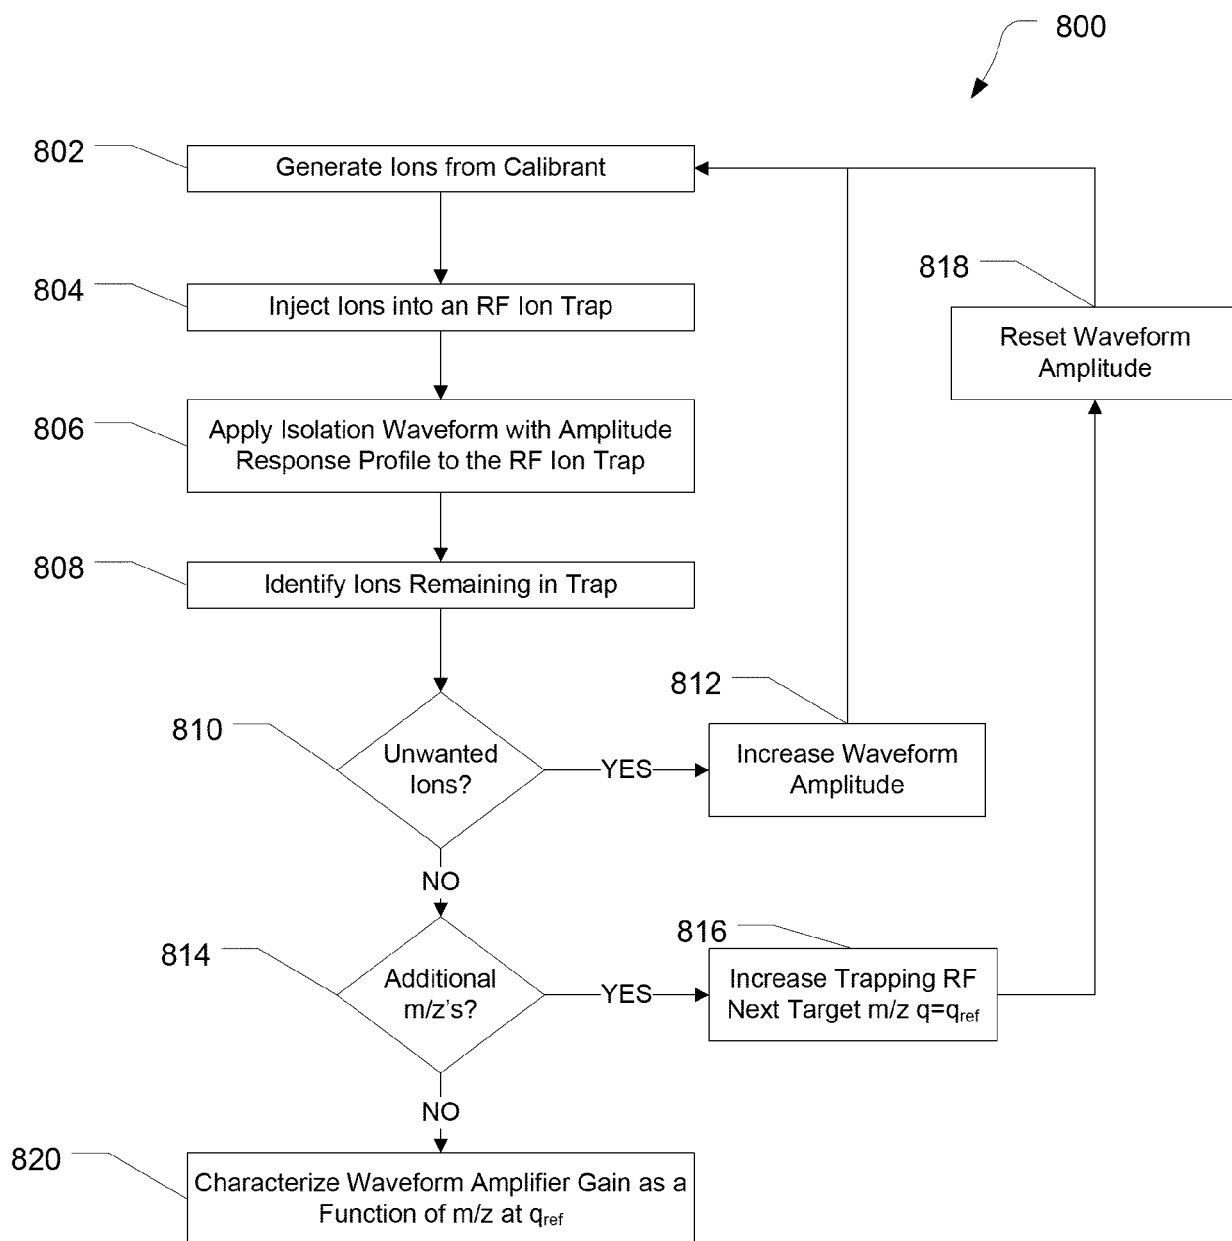 800
802
Generate Ions from Calibrant
804
Inject Ions into an RF Ion Trap
818
Reset Waveform
Amplitude
806
Apply Isolation Waveform with Amplitude
Response Profile to the RF Ion Trap
808
Identify Ions Remaining in Trap
810
Unwanted
Ions?
YES
812
Increase Waveform
Amplitude
NO
814
Additional
m/z's?
YES
816
Increase Trapping RF
Next Target m/z q=qref
NO
820
Characterize Waveform Amplifier Gain as a
Function of m/z at qref